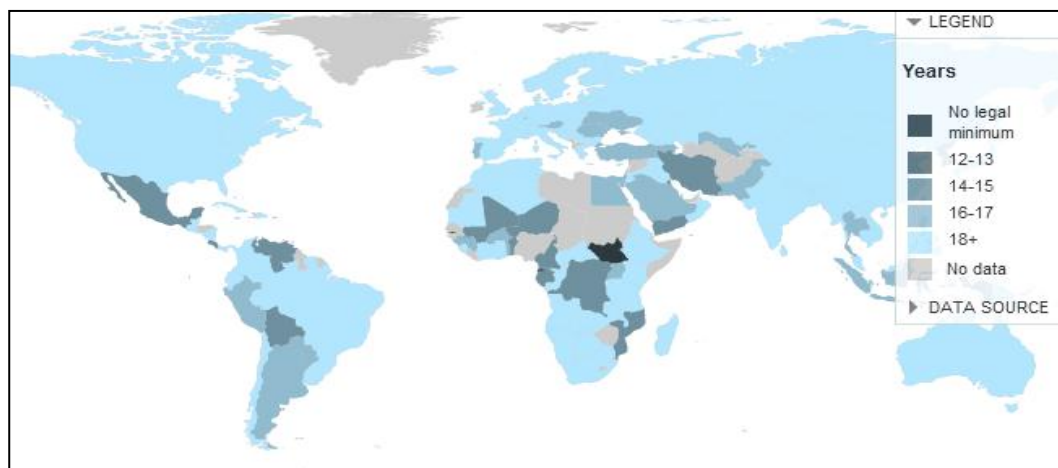 LEGEND
Years
No legal
minimum
12-13
14-15
16-17
18+
No data
DATA SOURCE